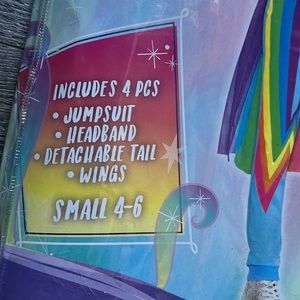 INCLUDES 4 PCS
• JUMPSUIT
• HEADBAND
• DETACHABLE TAIL
• WINGS
SMALL 4-6